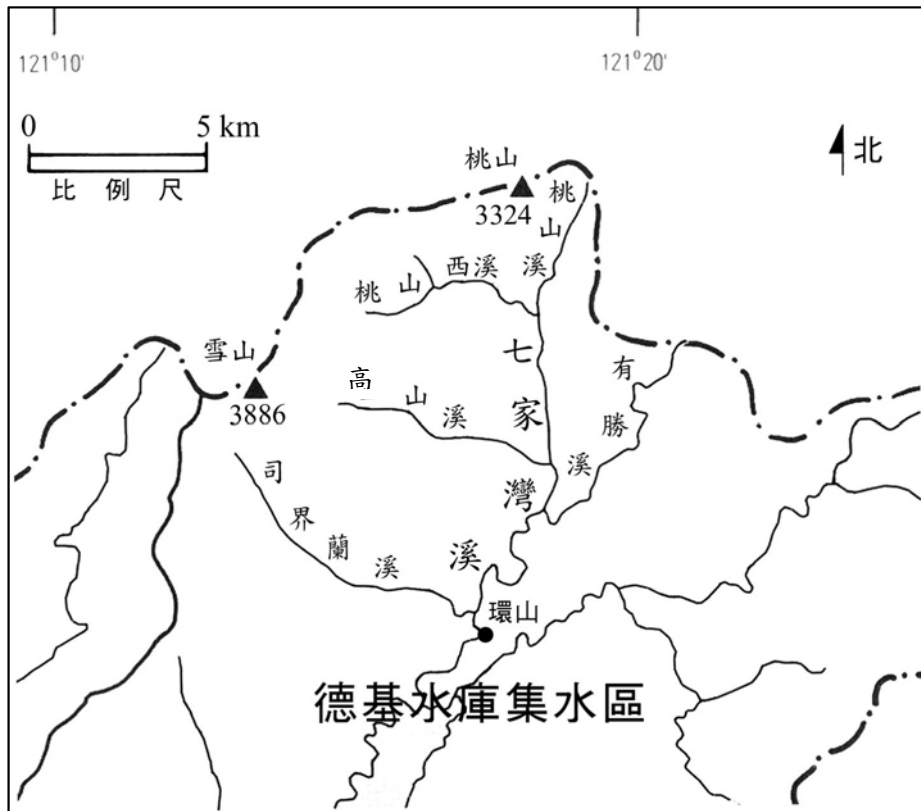 121°10'
121°20'
0 5 km
比例尺
北
桃山
3324
桃山溪
桃山西溪
雪山
3886
七家灣溪
高山溪
有勝溪
司界蘭溪
環山
德基水庫集水區